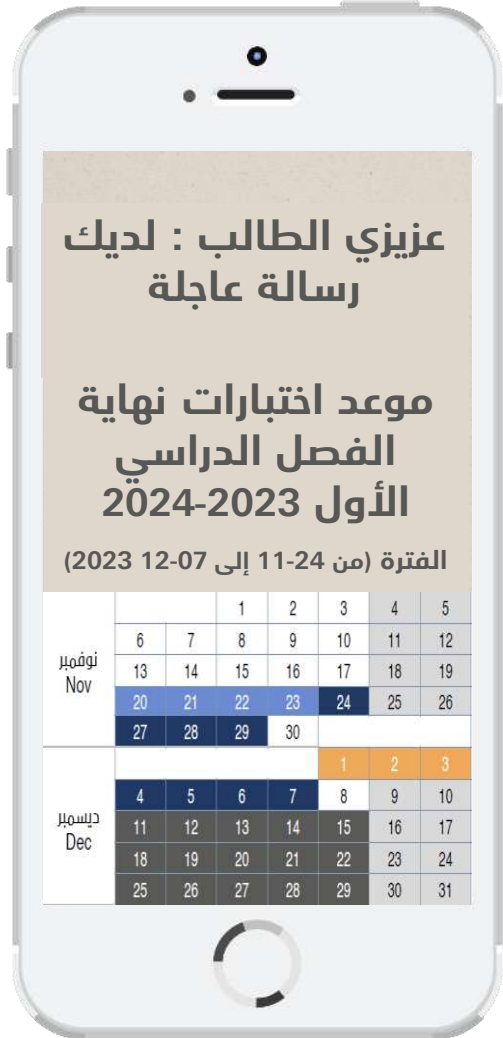 عزيزي الطالب : لديك
رسالة عاجلة
موعد اختبارات نهاية
الفصل الدراسي
الأول 2023-2024
الفترة (من 24-11 إلى 07-12 2023)
1 2 3 4 5
6 7 8 9 10 11 12
نوفمبر
13 14 15 16 17 18 19
Nov
20 21 22 23 24 25 26
27 28 29 30
1 2 3
4 5 6 7 8 9 10
ديسمبر
11 12 13 14 15 16 17
Dec
18 19 20 21 22 23 24
25 26 27 28 29 30 31